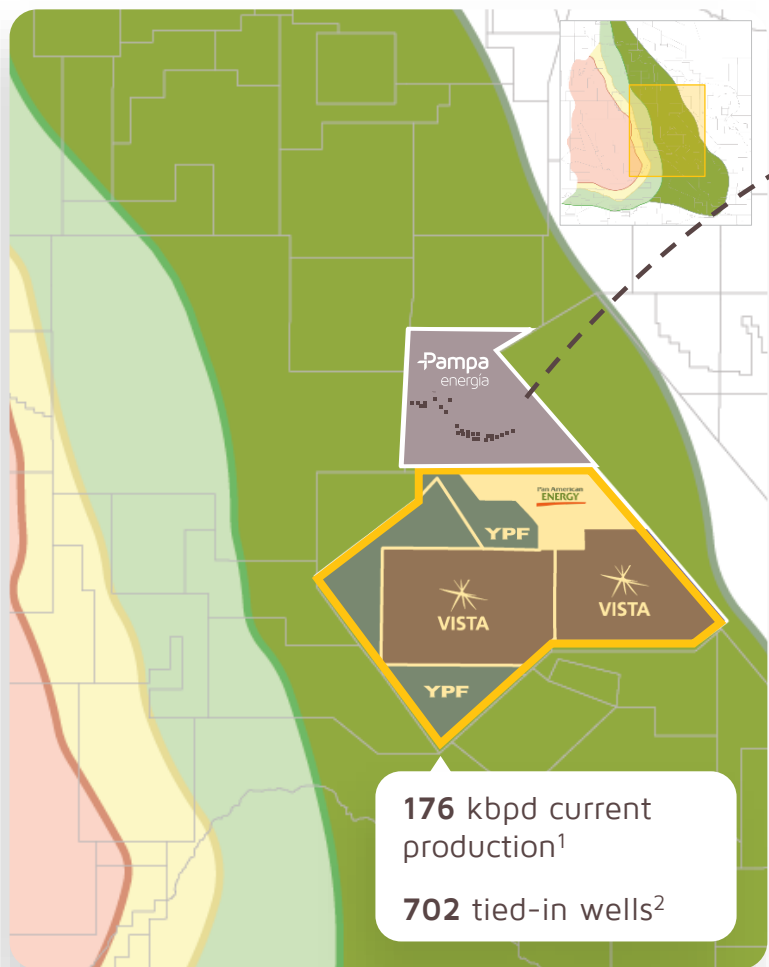 Pampa
energía
Pan American
ENERGY
YPF
VISTA
VISTA
YPF
176 kbpd current
production¹
702 tied-in wells²